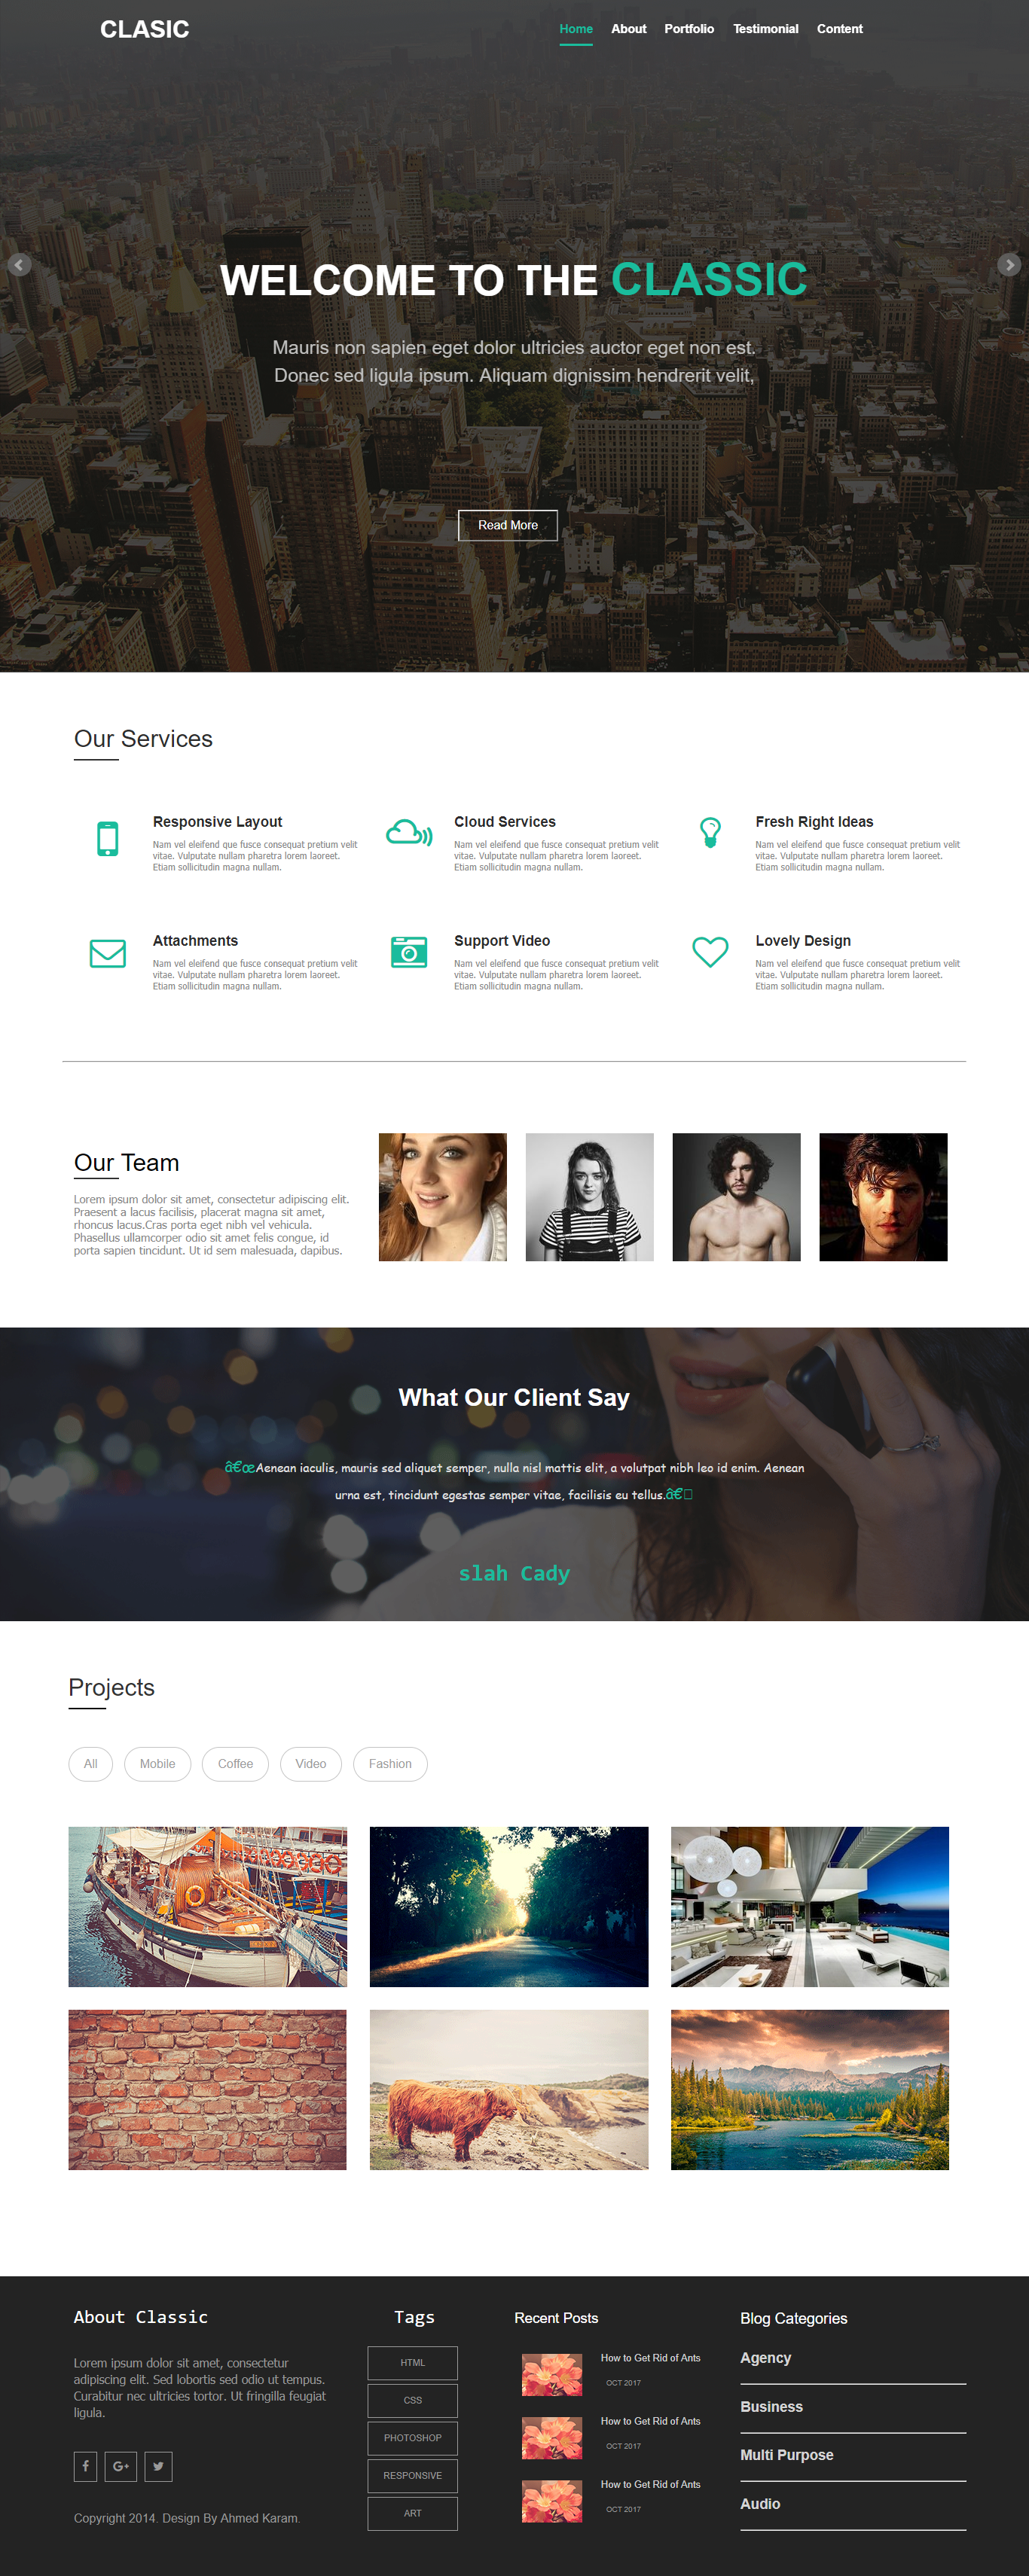 CLASIC
Home About Portfolio Testimonial Content
WELCOME TO THE CLASSIC
Mauris non sapien eget dolor ultricies auctor eget non est.
Donec sed ligula ipsum. Aliquam dignissim hendrerit velit,
Read More
Our Services
Responsive Layout
Nam vel eleifend que fusce consequat pretium velit
vitae. Vulputate nullam pharetra lorem laoreet.
Etiam sollicitudin magna nullam.
Cloud Services
Nam vel eleifend que fusce consequat pretium velit
vitae. Vulputate nullam pharetra lorem laoreet.
Etiam sollicitudin magna nullam.
Fresh Right Ideas
Nam vel eleifend que fusce consequat pretium velit
vitae. Vulputate nullam pharetra lorem laoreet.
Etiam sollicitudin magna nullam.
Attachments
Nam vel eleifend que fusce consequat pretium velit
vitae. Vulputate nullam pharetra lorem laoreet.
Etiam sollicitudin magna nullam.
Support Video
Nam vel eleifend que fusce consequat pretium velit
vitae. Vulputate nullam pharetra lorem laoreet.
Etiam sollicitudin magna nullam.
Lovely Design
Nam vel eleifend que fusce consequat pretium velit
vitae. Vulputate nullam pharetra lorem laoreet.
Etiam sollicitudin magna nullam.
Our Team
Lorem ipsum dolor sit amet, consectetur adipiscing elit.
Praesent a lacus facilisis, placerat magna sit amet,
rhoncus lacus.Cras porta eget nibh vel vehicula.
Phasellus ullamcorper odio sit amet felis congue, id
porta sapien tincidunt. Ut id sem malesuada, dapibus.
What Our Client Say
â€œAenean iaculis, mauris sed aliquet semper, nulla nisl mattis elit, a volutpat nibh leo id enim. Aenean
urna est, tincidunt egestas semper vitae, facilisis eu tellus.â€□
slah Cady
Projects
All Mobile Coffee Video Fashion
About Classic
Lorem ipsum dolor sit amet, consectetur
adipiscing elit. Sed lobortis sed odio ut tempus.
Curabitur nec ultricies tortor. Ut fringilla feugiat
ligula.
Copyright 2014. Design By Ahmed Karam.
Tags
HTML
CSS
PHOTOSHOP
RESPONSIVE
ART
Recent Posts
How to Get Rid of Ants
OCT 2017
How to Get Rid of Ants
OCT 2017
How to Get Rid of Ants
OCT 2017
Blog Categories
Agency
Business
Multi Purpose
Audio